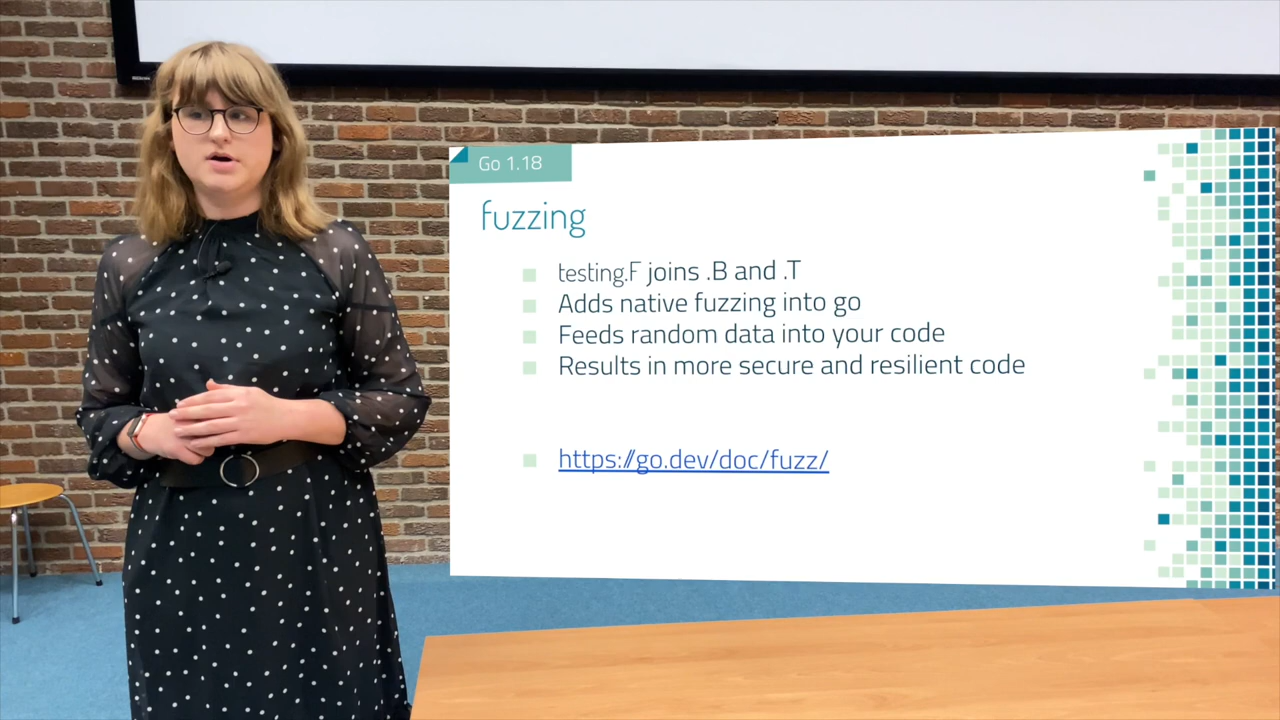 Go 1.18
fuzzing
testing.F joins .B and .T
Adds native fuzzing into go
Feeds random data into your code
Results in more secure and resilient code
https://go.dev/doc/fuzz/